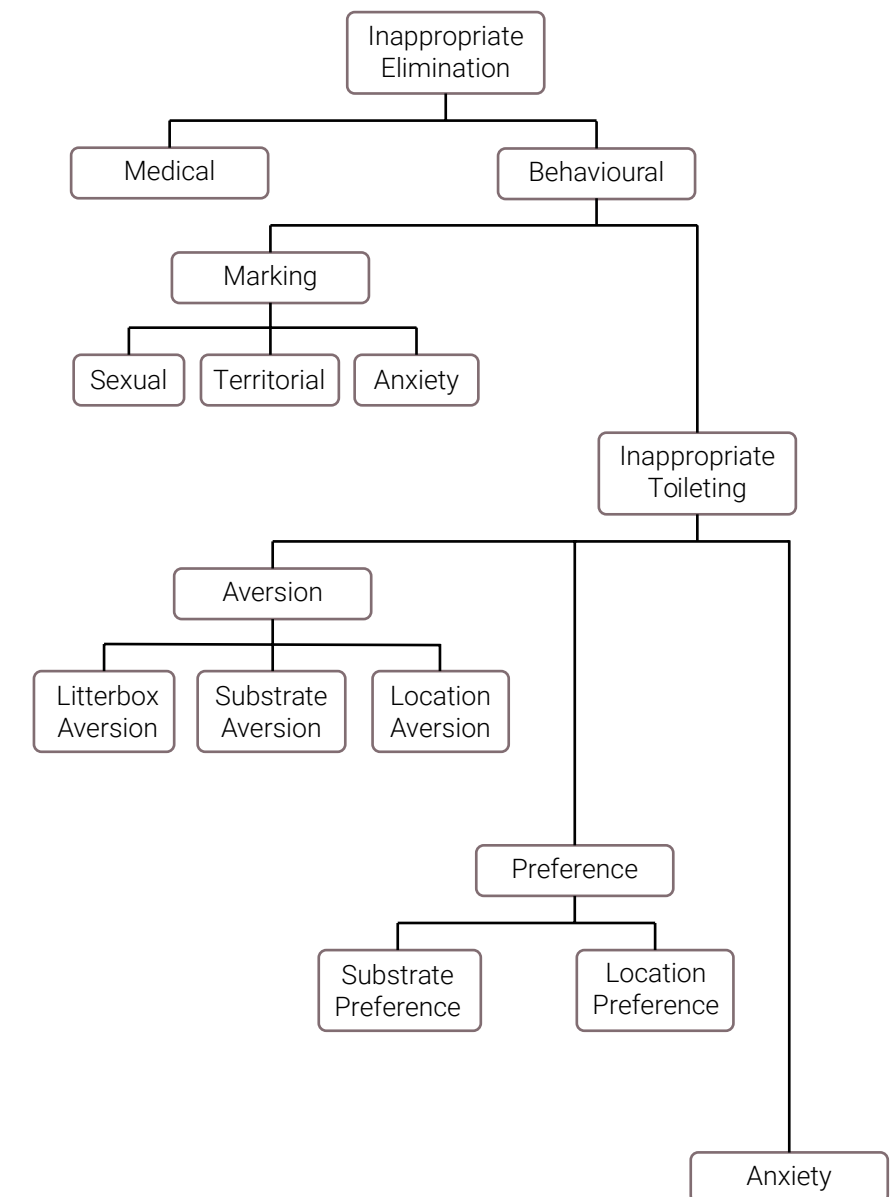 Inappropriate
Elimination
Medical
Behavioural
Marking
Sexual
Territorial
Anxiety
Inappropriate
Toileting
Aversion
Litterbox
Aversion
Substrate
Aversion
Location
Aversion
Preference
Substrate
Preference
Location
Preference
Anxiety